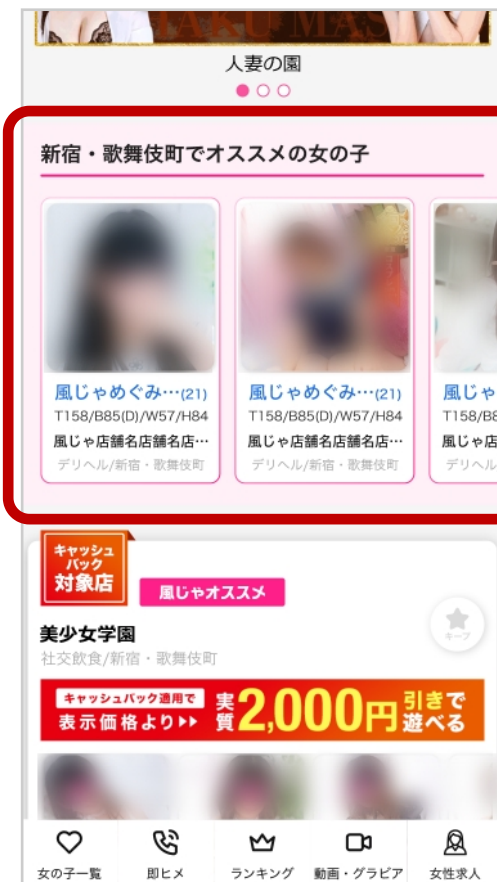 TAKU MAS
人妻の園
新宿・歌舞伎町でオススメの女の子
風じゃめぐみ…(21)
T158/B85(D)/W57/H84
風じゃ店舗名店舗名店…
デリヘル/新宿・歌舞伎町
風じゃめぐみ…(21)
T158/B85(D)/W57/H84
風じゃ店舗名店舗名店…
デリヘル/新宿・歌舞伎町
風じゃ
T158/B8
風じゃ店
デリヘル
キャッシュ
バック
対象店
風じゃオススメ
キープ
美少女学園
社交飲食/新宿・歌舞伎町
キャッシュバック適用で
表示価格より
実質2,000円引きで遊べる
女の子一覧
即ヒメ
ランキング
動画・グラビア
女性求人